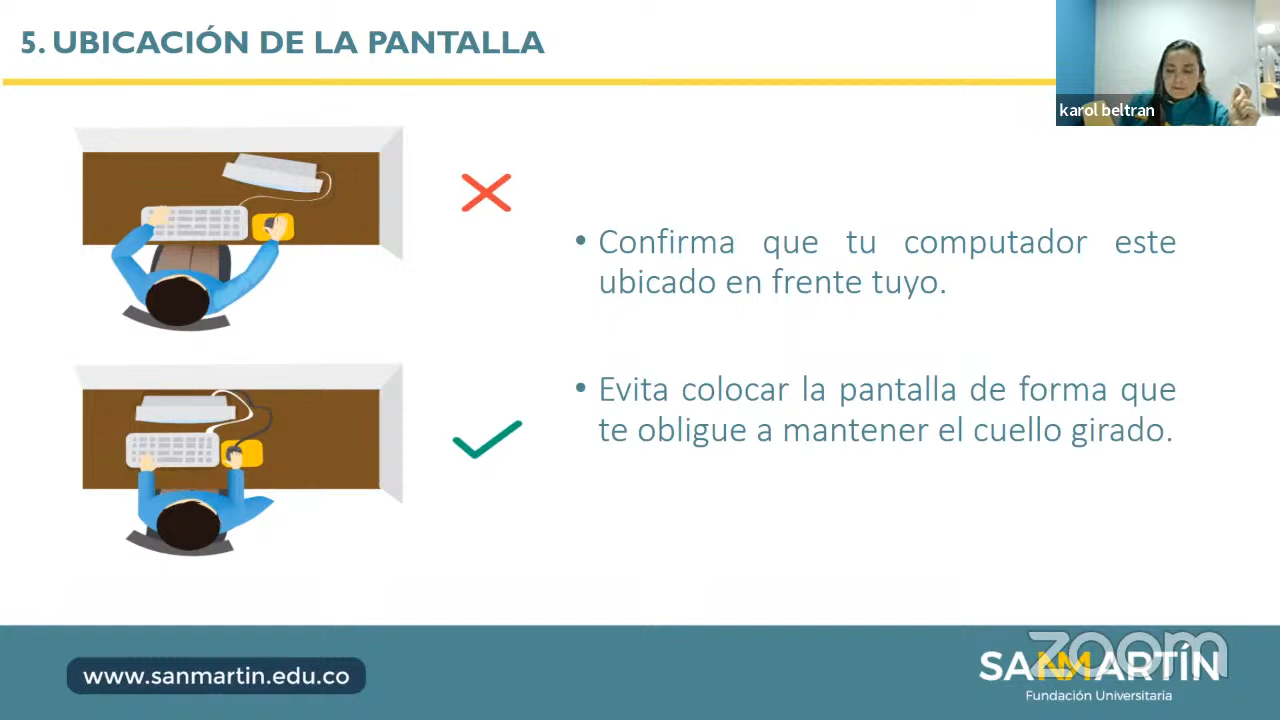 5. UBICACIÓN DE LA PANTALLA
karol beltran
• Confirma que tu computador este
ubicado en frente tuyo.
• Evita colocar la pantalla de forma que
te obligue a mantener el cuello girado.
www.sanmartin.edu.co
zoom
SANMARTÍN
Fundación Universitaria